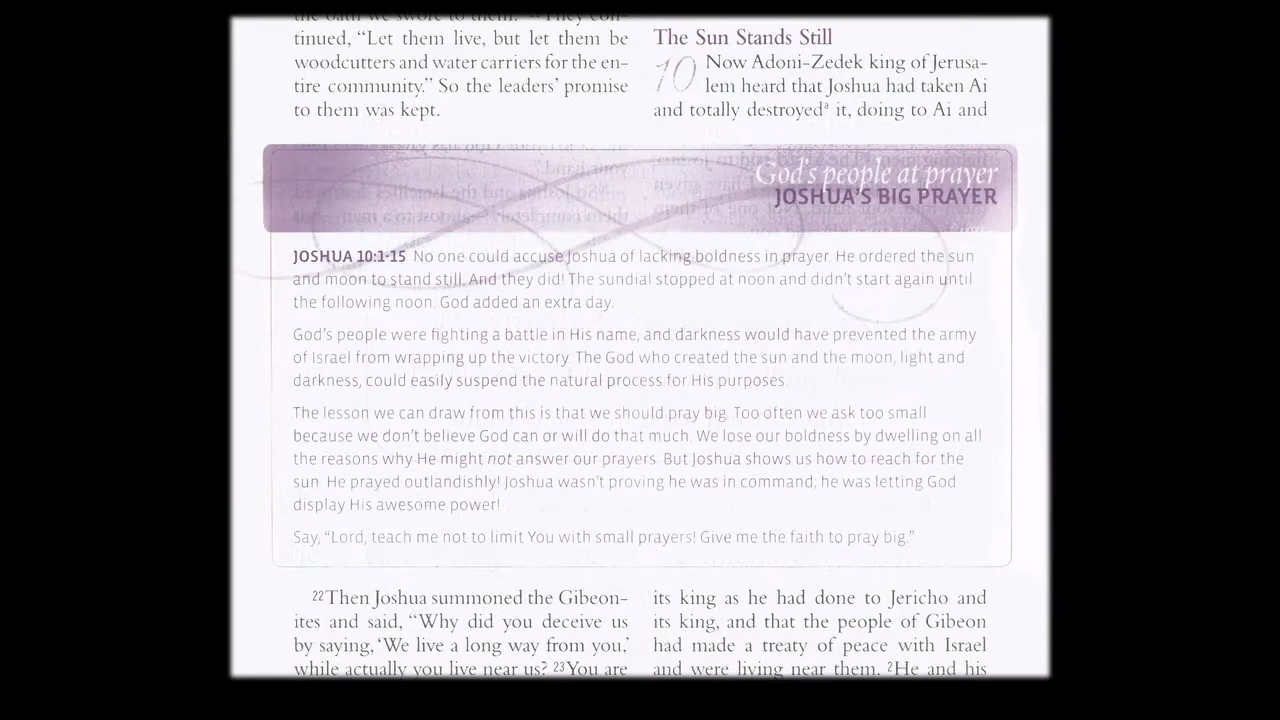 the oath we swore to them." ²¹They con-
tinued, “Let them live, but let them be
woodcutters and water carriers for the en-
tire community.” So the leaders’ promise
to them was kept.
The Sun Stands Still
10 Now Adoni-Zedek king of Jerusa-
lem heard that Joshua had taken Ai
and totally destroyedᵃ it, doing to Ai and
God’s people at prayer
JOSHUA’S BIG PRAYER
JOSHUA 10:1-15 No one could accuse Joshua of lacking boldness in prayer. He ordered the sun
and moon to stand still. And they did! The sundial stopped at noon and didn’t start again until
the following noon. God added an extra day.
God’s people were fighting a battle in His name, and darkness would have prevented the army
of Israel from wrapping up the victory. The God who created the sun and the moon, light and
darkness, could easily suspend the natural process for His purposes.
The lesson we can draw from this is that we should pray big. Too often we ask too small
because we don’t believe God can or will do that much. We lose our boldness by dwelling on all
the reasons why He might not answer our prayers. But Joshua shows us how to reach for the
sun. He prayed outlandishly! Joshua wasn’t proving he was in command; he was letting God
display His awesome power!
Say, “Lord, teach me not to limit You with small prayers! Give me the faith to pray big.”
²²Then Joshua summoned the Gibeon-
ites and said, “Why did you deceive us
by saying, ‘We live a long way from you,’
while actually you live near us? ²³You are
its king as he had done to Jericho and
its king, and that the people of Gibeon
had made a treaty of peace with Israel
and were living near them. ²He and his